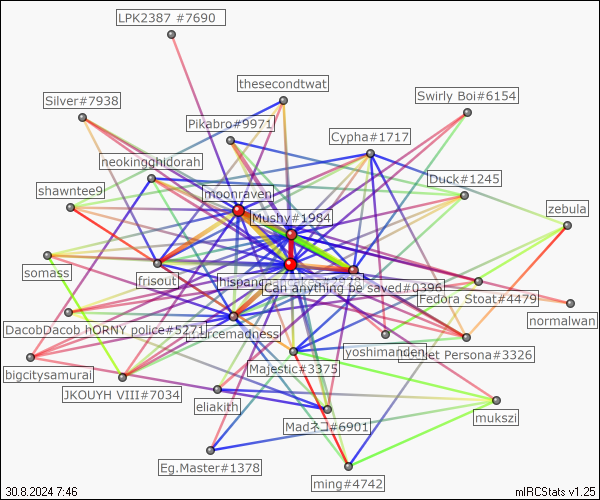 LPK2387 #7690
thesecondtwat
Swirly Boi#6154
Silver#7938
Pikabro#9971
Cypha#1717
neokingghidorah
Duck#1245
shawntee9
moonraven
zebula
Mushy#1984
somass
frisout
hispan
Can anything be saved#0396
Fedora Stoat#4479
normalwan
DacobDacob
HORNY police#5271
rcemadness
yoshimanden
et Persona#3326
bigcitysamurai
Majestic#3375
JKOUYH VIII#7034
eliakith
Madネコ#6901
mukszi
Eg.Master#1378
ming#4742
30.8.2024 7:46
mIRCStats v1.25